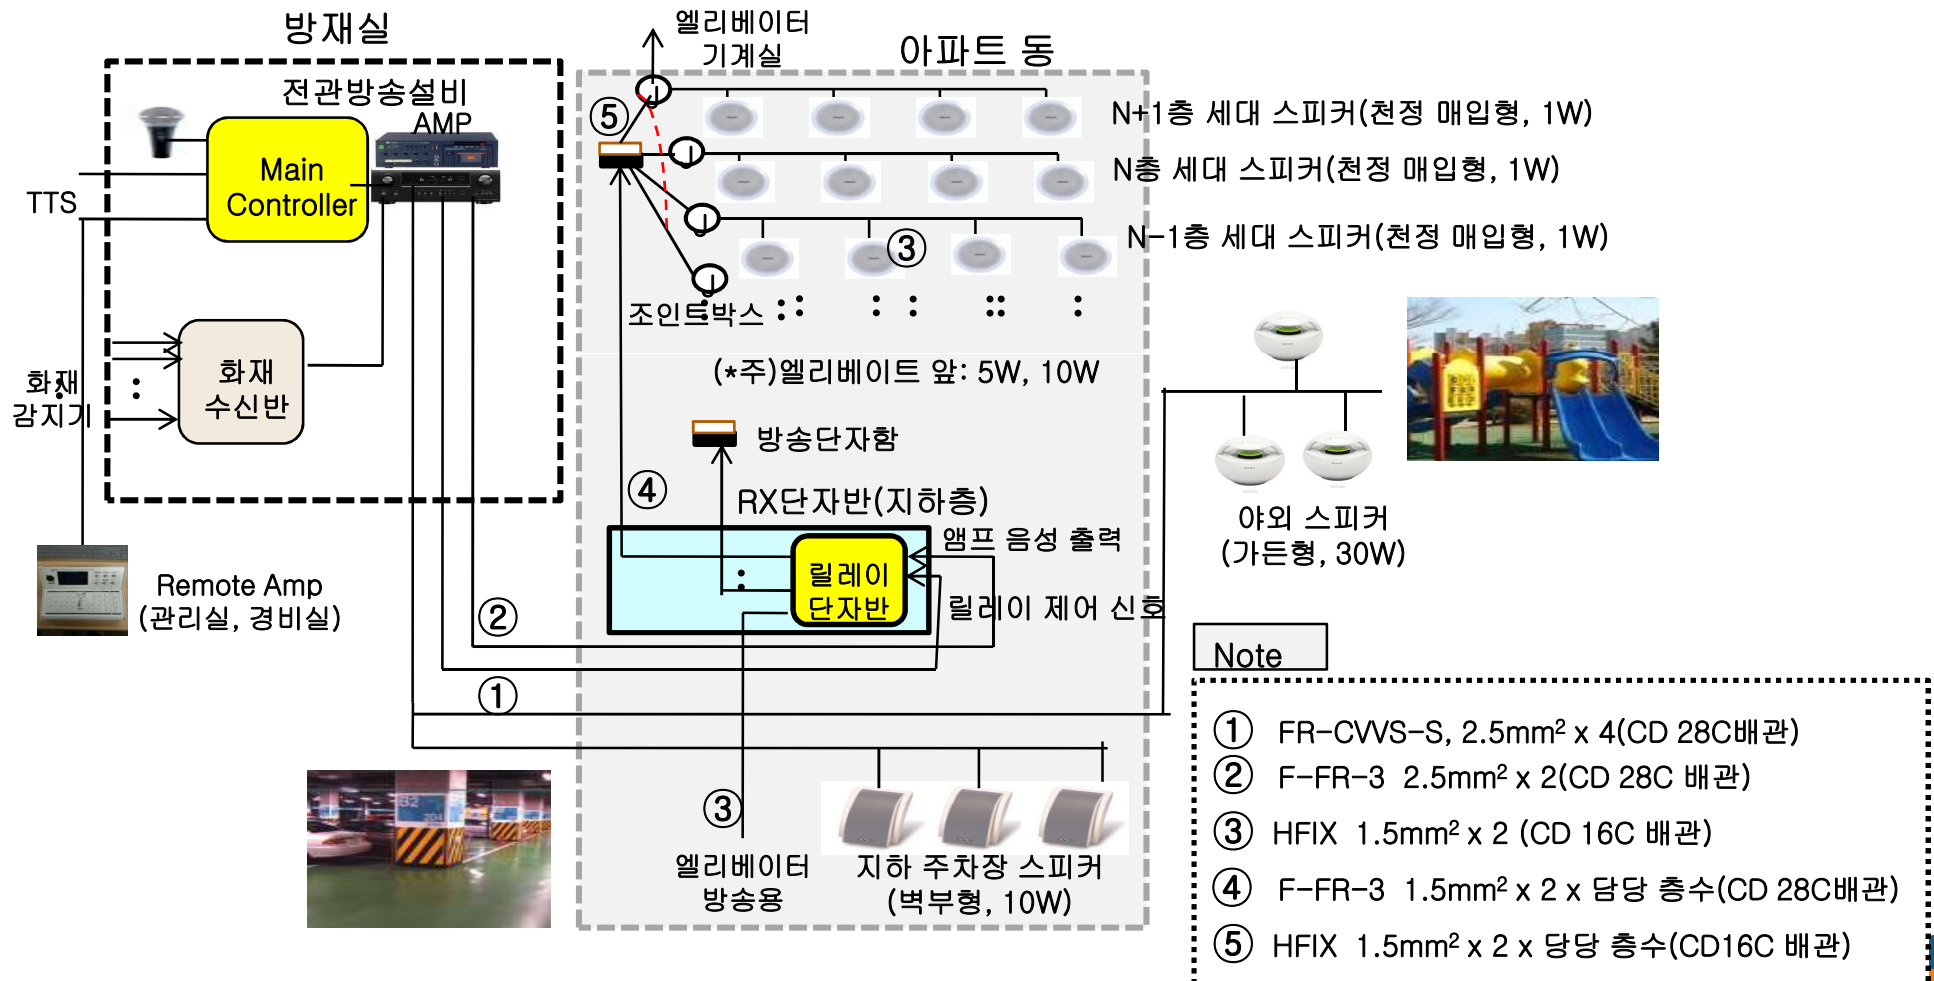 방재실
전관방송설비
AMP
Main
Controller
TTS
화재
감지기
화재
수신반
Remote Amp
(관리실, 경비실)
엘리베이터
기계실
아파트 동
⑤
N+1층 세대 스피커(천정 매입형, 1W)
N층 세대 스피커(천정 매입형, 1W)
N-1층 세대 스피커(천정 매입형, 1W)
③
조인트박스
(*주)엘리베이트 앞: 5W, 10W
방송단자함
④
RX단자반(지하층)
앰프 음성 출력
릴레이
단자반
릴레이 제어 신호
②
①
③
엘리베이터
방송용
지하 주차장 스피커
(벽부형, 10W)
야외 스피커
(가든형, 30W)
B2
204
Note
① FR-CVVS-S, 2.5mm² x 4(CD 28C배관)
② F-FR-3 2.5mm² x 2(CD 28C 배관)
③ HFIX 1.5mm² x 2 (CD 16C 배관)
④ F-FR-3 1.5mm² x 2 x 담당 층수(CD 28C배관)
⑤ HFIX 1.5mm² x 2 x 당당 층수(CD16C 배관)